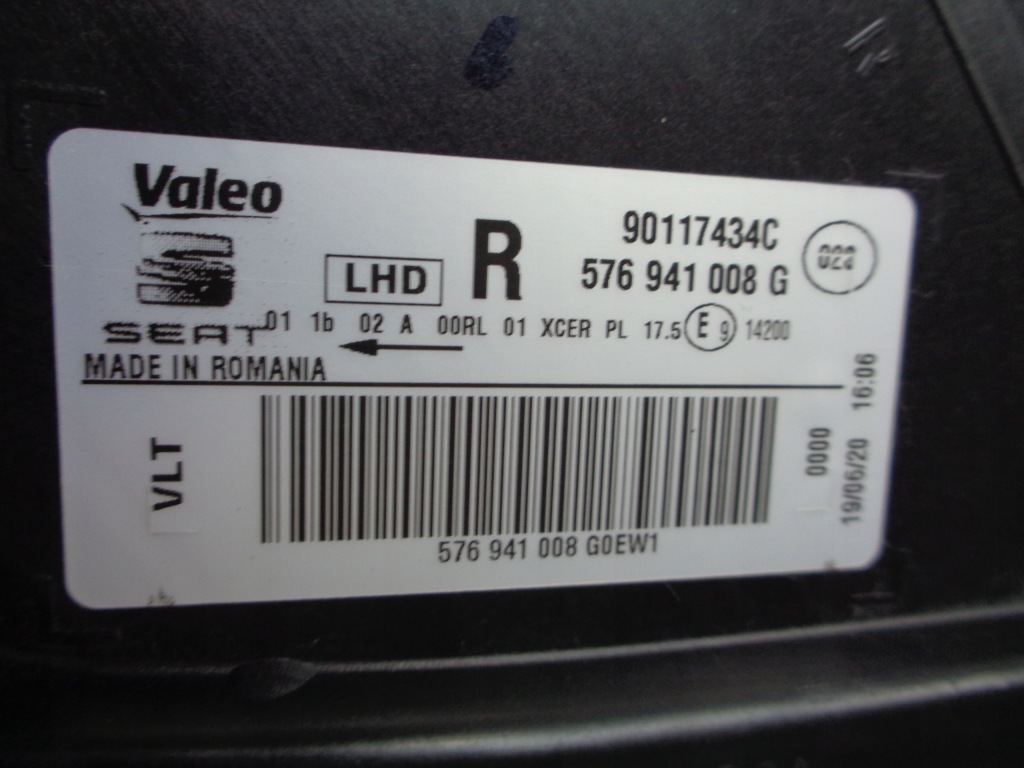 Valeo
SEAT
LHD
R
90117434C
576 941 008 G
01 1b 02 A 00RL 01 XCER PL 17.5 E 9 14200
MADE IN ROMANIA
VLT
0000
19/06/20 16:06
576 941 008 G0EW1